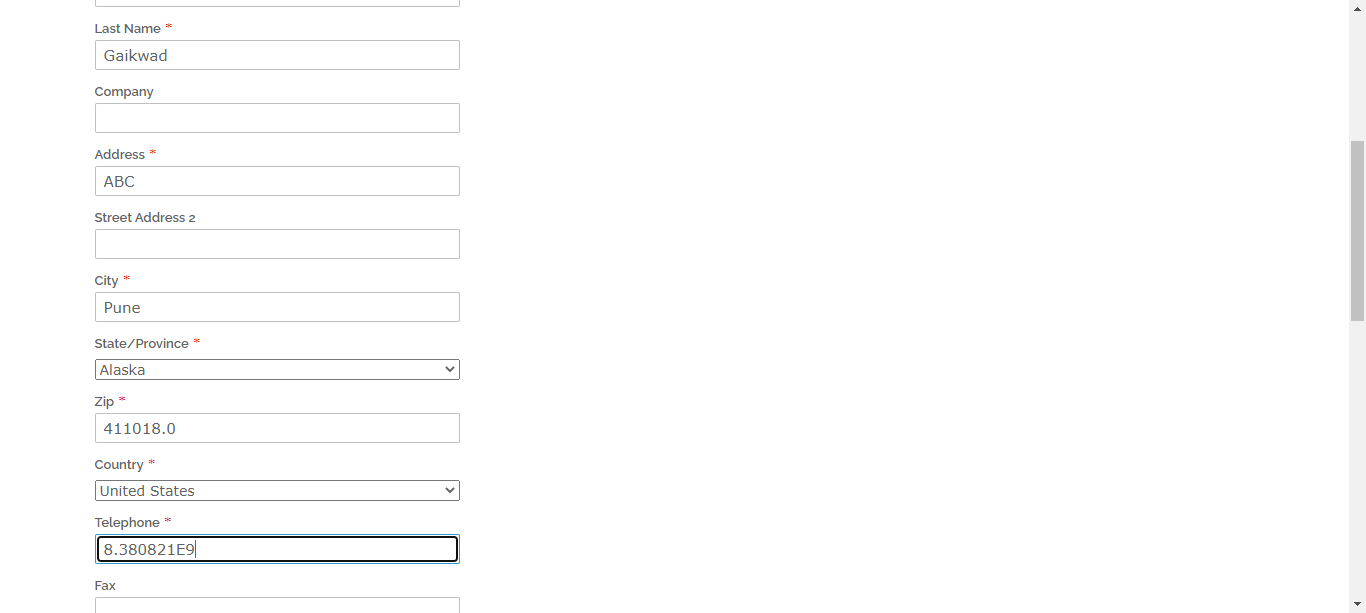 Last Name *
Gaikwad
Company
Address *
ABC
Street Address 2
City *
Pune
State/Province *
Alaska
Zip *
411018.0
Country *
United States
Telephone *
8.380821E9
Fax